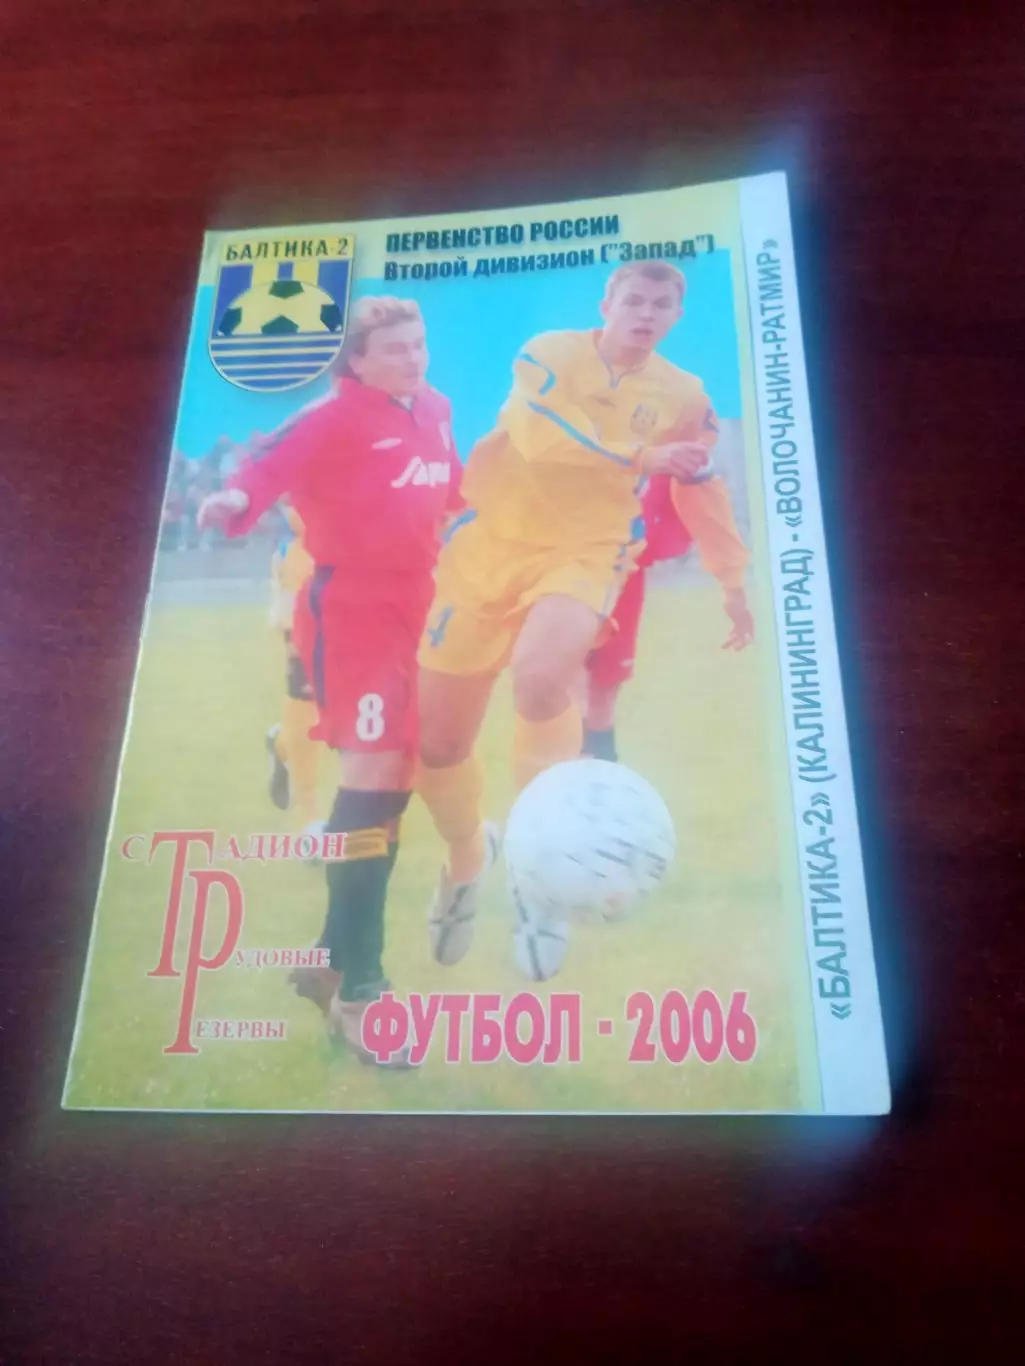 БАЛТИКА-2
ПЕРВЕНСТВО РОССИИ
Второй дивизион ("Запад")
8
СТАДИОН
ТРУДОВЫЕ
РЕЗЕРВЫ
ФУТБОЛ - 2006
«БАЛТИКА-2» (КАЛИНИНГРАД) - «ВОЛОЧАНИН-РАТМИР»